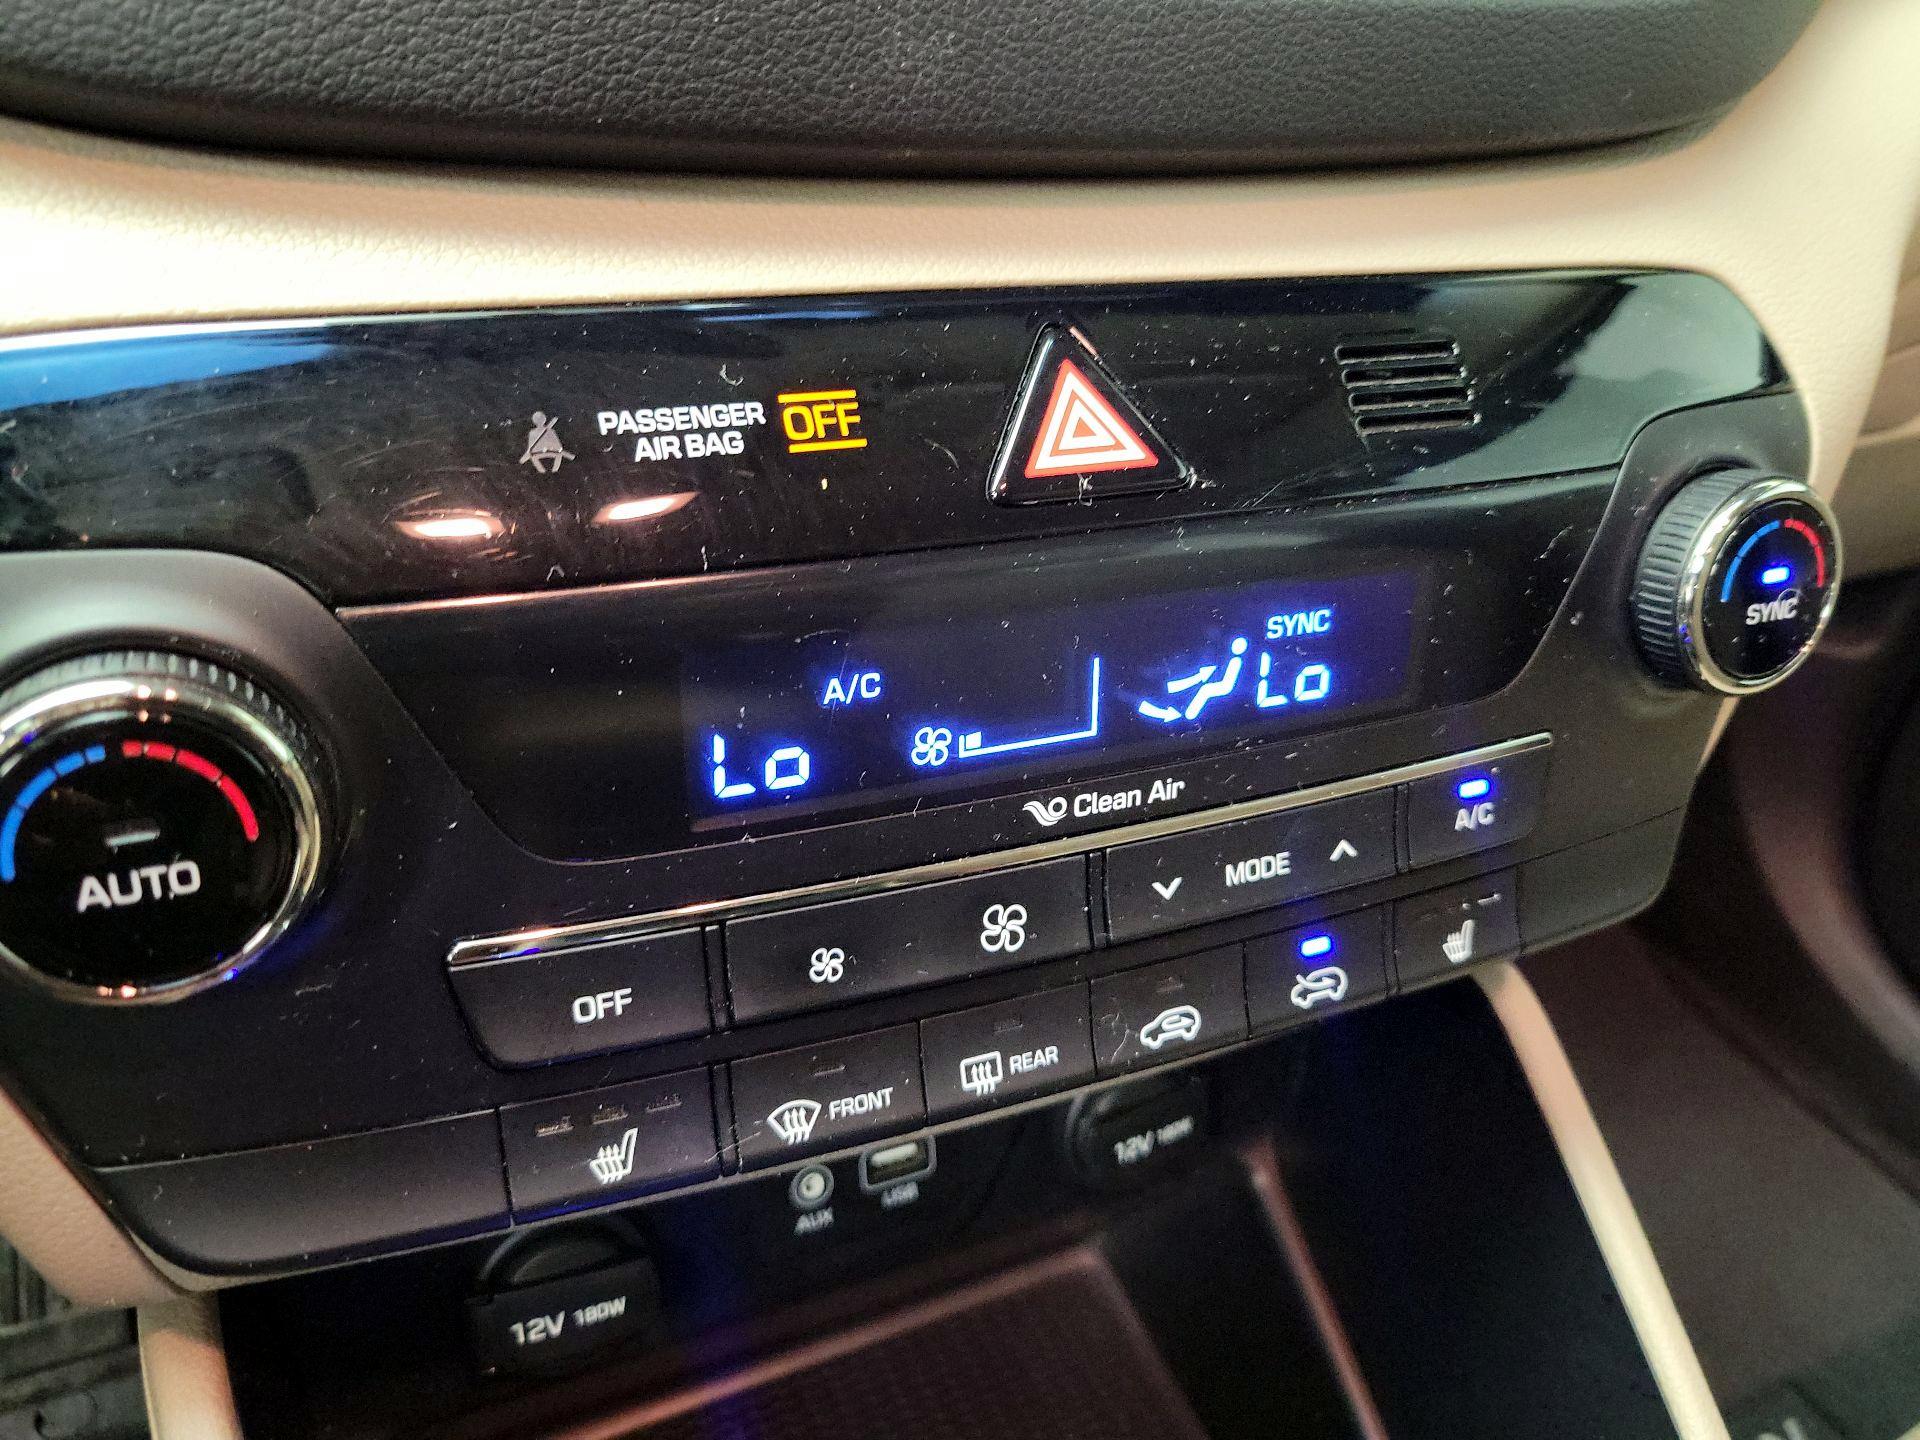 PASSENGER
AIR BAG
OFF
SYNC
SYNC
A/C
Lo
Lo
Clean Air
AUTO
A/C
MODE
OFF
FRONT
REAR
AUX
USB
12V 180W
12V 180W